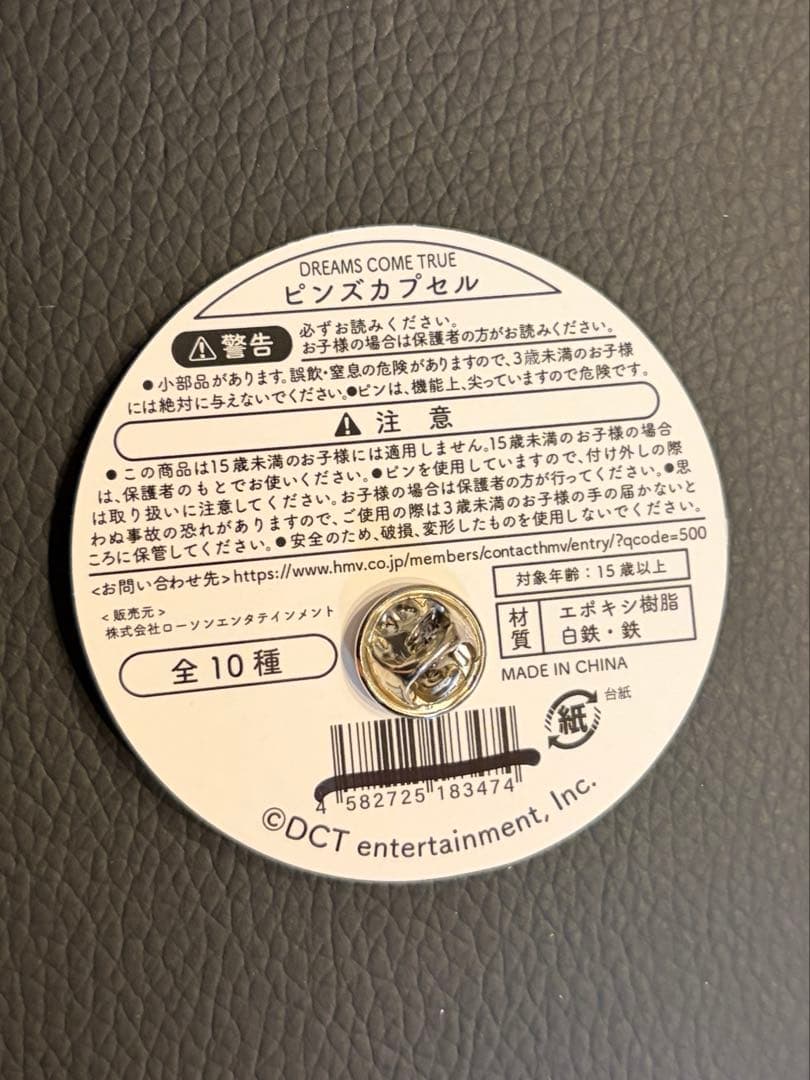 DREAMS COME TRUE
ピンズカプセル
警告
必ずお読みください。
お子様の場合は保護者の方がお読みください。
●小部品があります。誤飲・窒息の危険がありますので、3歳未満のお子様
には絶対に与えないでください。●ピンは、機能上、尖っていますので危険です。
注 意
●この商品は15歳未満のお子様には適用しません。15歳未満のお子様の場合
は、保護者のもとでお使いください。●ピンを使用していますので、付け外しの際
は取り扱いに注意してください。お子様の場合は保護者の方が行ってください。●思
わぬ事故の恐れがありますので、ご使用の際は3歳未満のお子様の手の届かないと
ころに保管してください。●安全のため、破損、変形したものを使用しないでください。
<お問い合わせ先>https://www.hmv.co.jp/members/contacthmv/entry/?qcode=500
対象年齢：15歳以上
<販売元>
株式会社ローソンエンタテインメント
材質
エポキシ樹脂
白鉄・鉄
全10種
MADE IN CHINA
紙
台紙
4 582725 183474
©DCT entertainment, Inc.